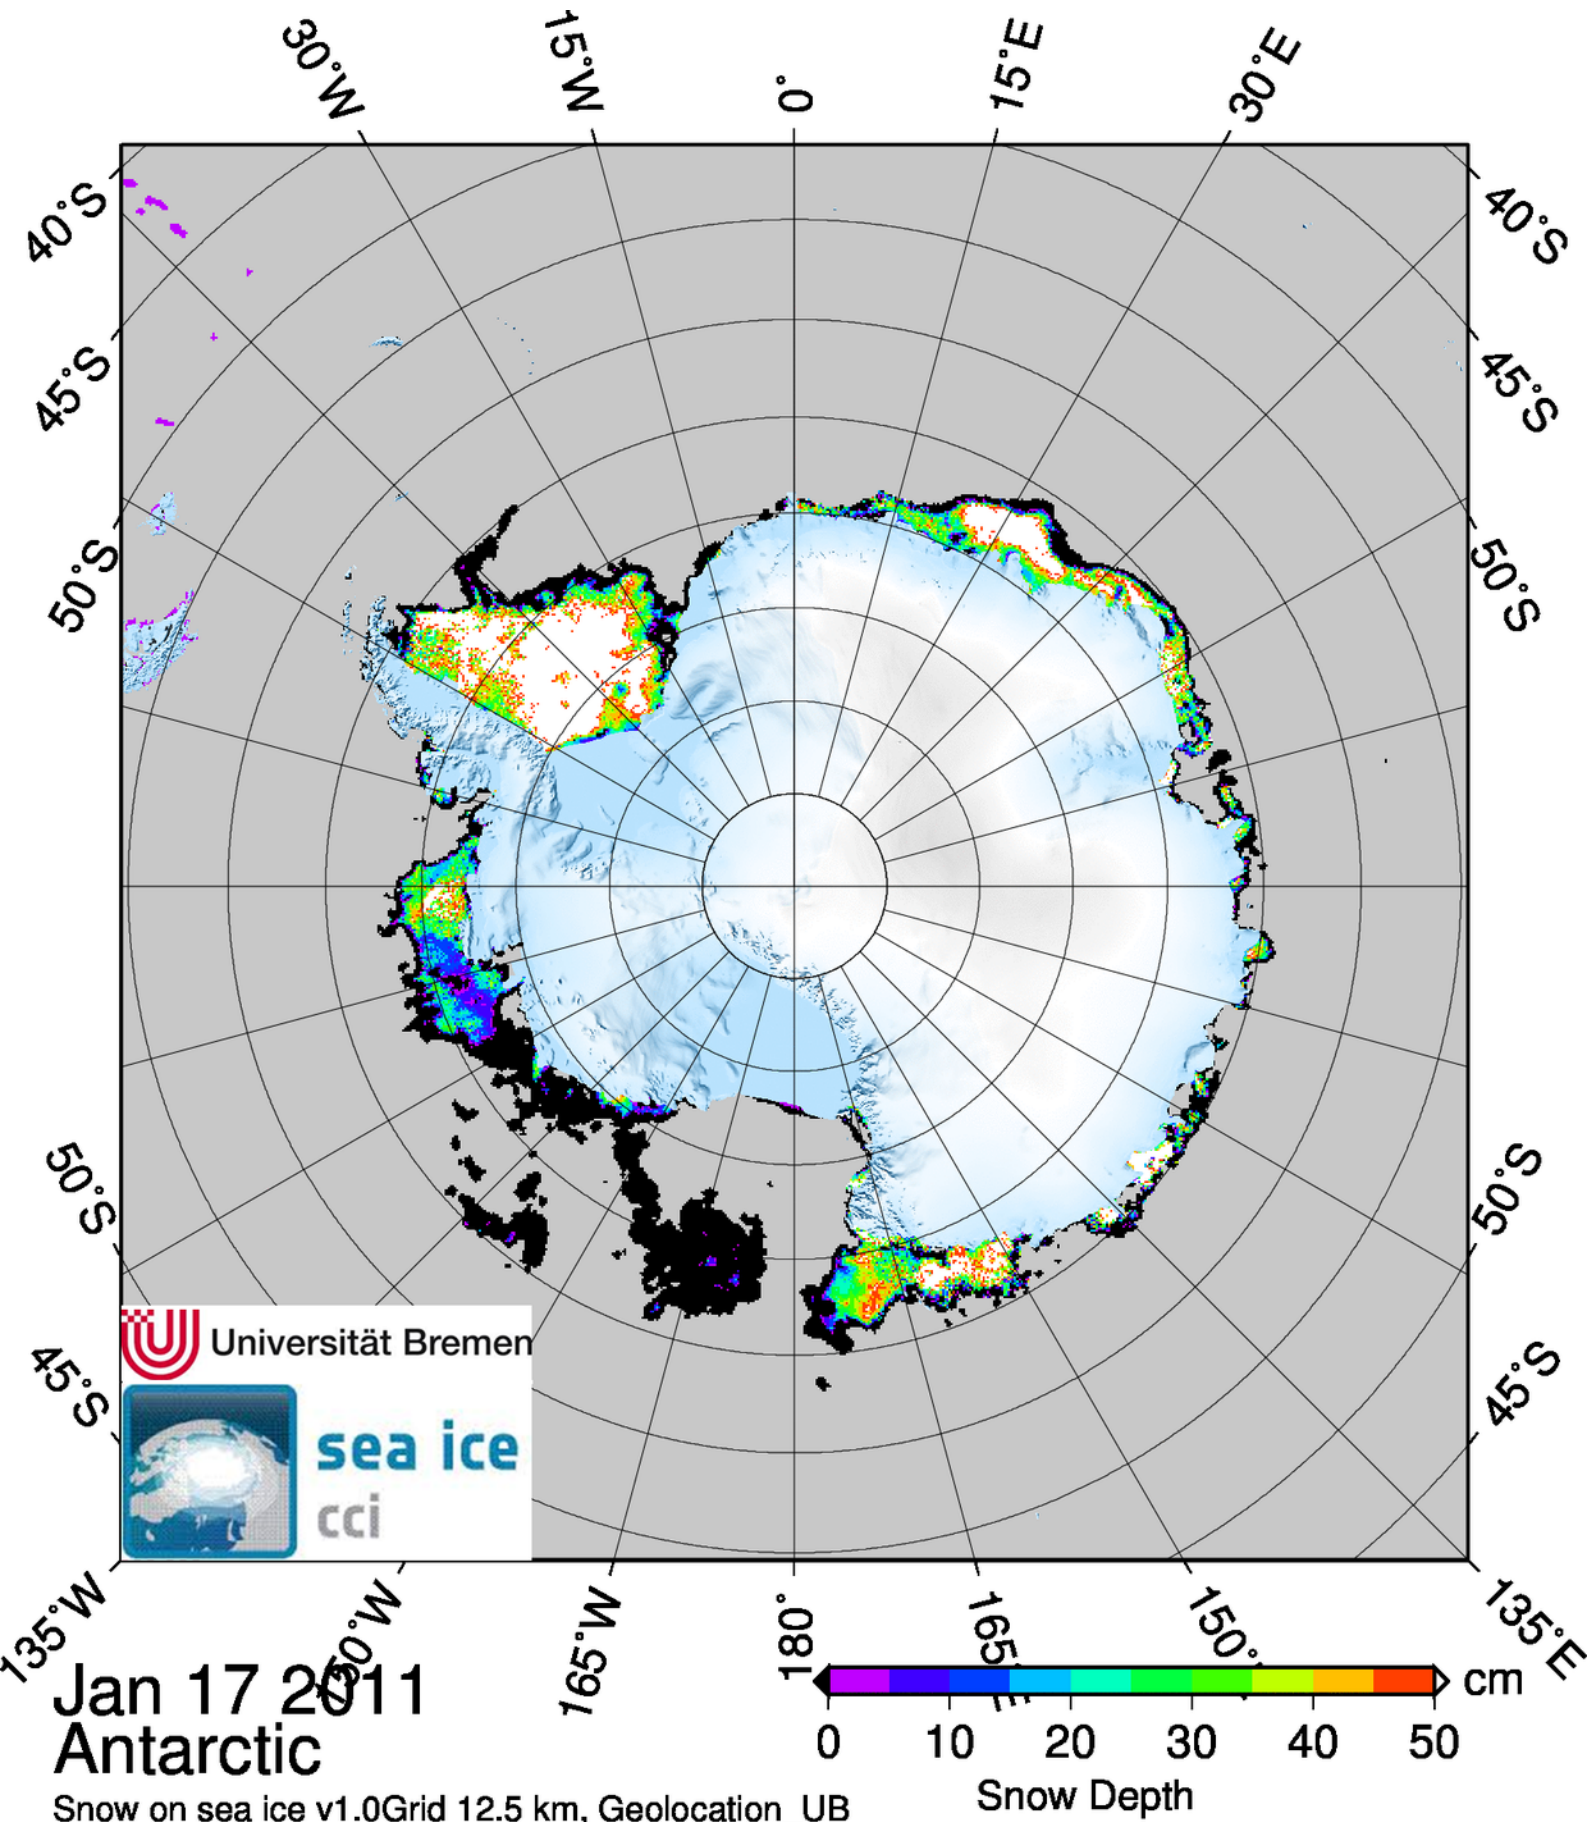 30°W 15°W 0° 15°E 30°E
40°S 40°S
45°S 45°S
50°S 50°S
50°S 50°S
45°S 45°S
Universität Bremen
sea ice
cci
135°W 150°W 165°W 180° 165°E 150° 135°E
Jan 17 2011
Antarctic
Snow on sea ice v1.0Grid 12.5 km, Geolocation UB
cm
0 10 20 30 40 50
Snow Depth